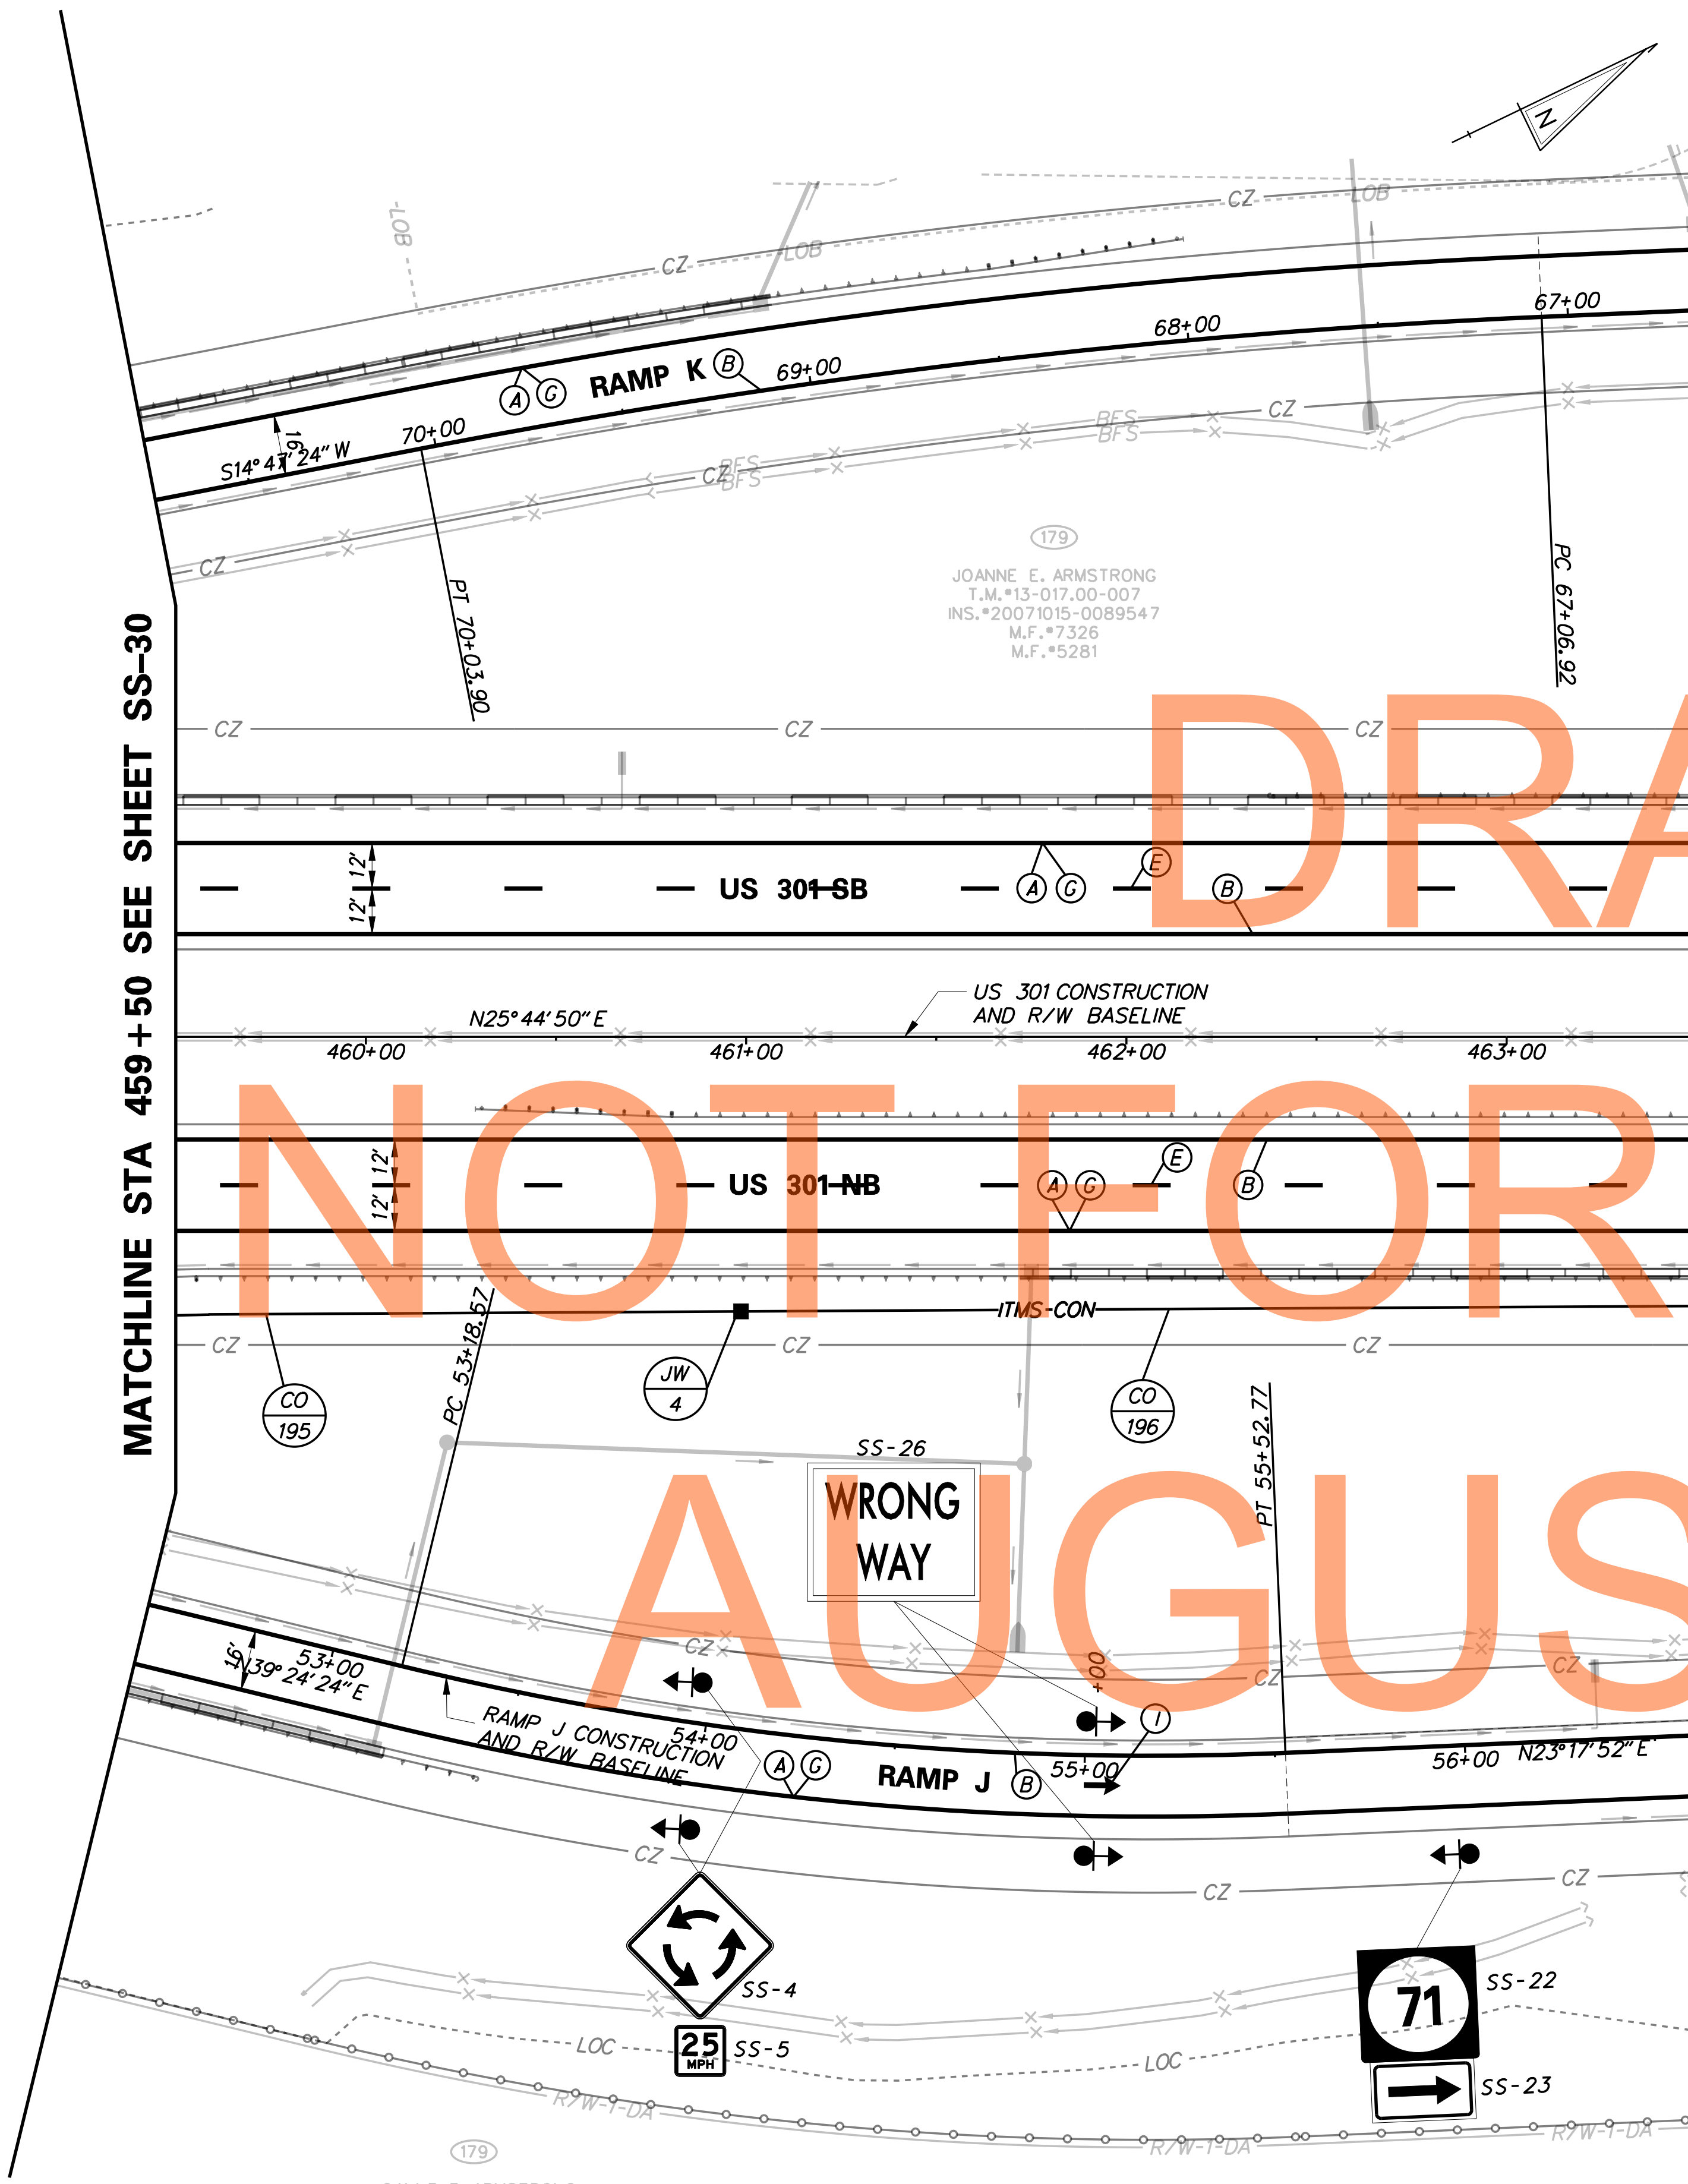 N
LOB
CZ
LOB
CZ
LOB
67+00
68+00
69+00
RAMP K
B
A
G
70+00
16'
S14°47'24"W
BFS
BFS
CZ
BFS
BFS
CZ
CZ
PT 70+03.90
PC 67+06.92
179
JOANNE E. ARMSTRONG
T.M.#13-017.00-007
INS.#20071015-0089547
M.F.#7326
M.F.#5281
MATCHLINE STA 459+50 SEE SHEET SS-30
CZ
CZ
CZ
DRA
12'
12'
US 301 SB
A
G
E
B
US 301 CONSTRUCTION
AND R/W BASELINE
N25°44'50"E
460+00
461+00
462+00
463+00
NOT FOR
12'
12'
US 301 NB
A
G
E
B
ITMS-CON
CZ
CZ
CZ
PC 53+18.57
CO
195
JW
4
CO
196
PT 55+52.77
SS-26
WRONG
WAY
AUGUS
CZ
CZ
CZ
+00
16'
53+00
N39°24'24"E
RAMP J CONSTRUCTION
AND R/W BASELINE
54+00
A
G
RAMP J
B
55+00
I
56+00
N23°17'52"E
CZ
CZ
CZ
SS-4
25
MPH
SS-5
71
SS-22
SS-23
LOC
LOC
R/W-1-DA
R/W-1-DA
R/W-1-DA
179